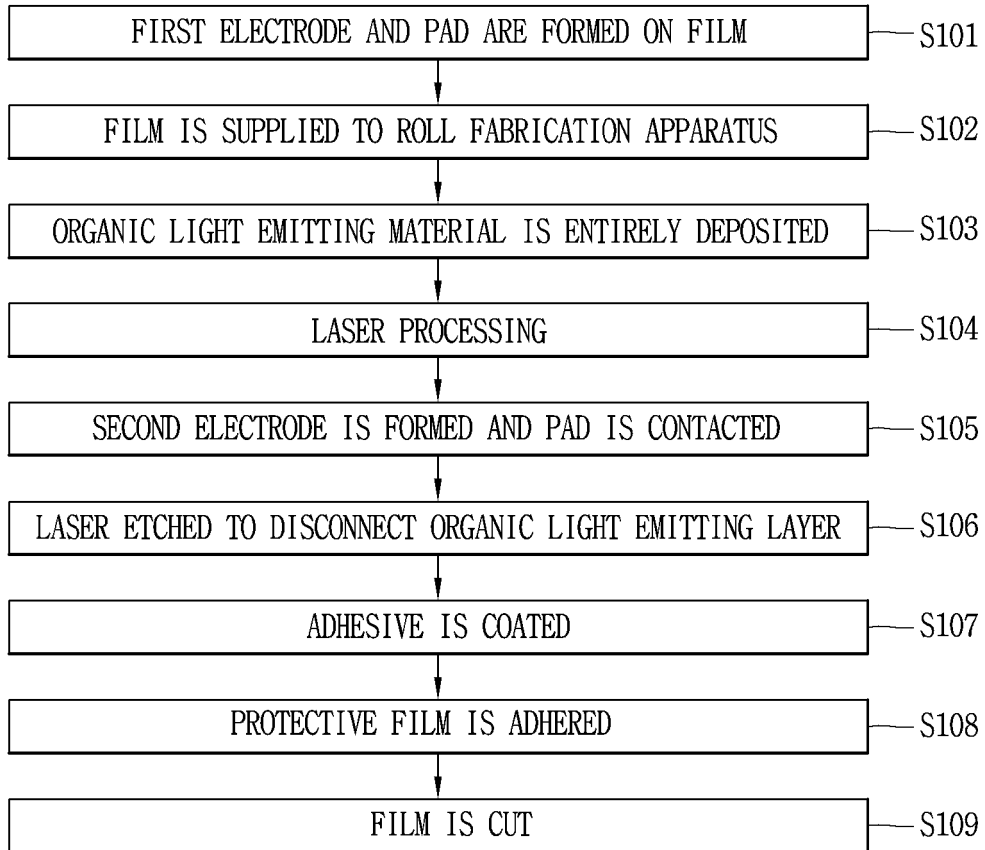 FIRST ELECTRODE AND PAD ARE FORMED ON FILM S101
FILM IS SUPPLIED TO ROLL FABRICATION APPARATUS S102
ORGANIC LIGHT EMITTING MATERIAL IS ENTIRELY DEPOSITED S103
LASER PROCESSING S104
SECOND ELECTRODE IS FORMED AND PAD IS CONTACTED S105
LASER ETCHED TO DISCONNECT ORGANIC LIGHT EMITTING LAYER S106
ADHESIVE IS COATED S107
PROTECTIVE FILM IS ADHERED S108
FILM IS CUT S109